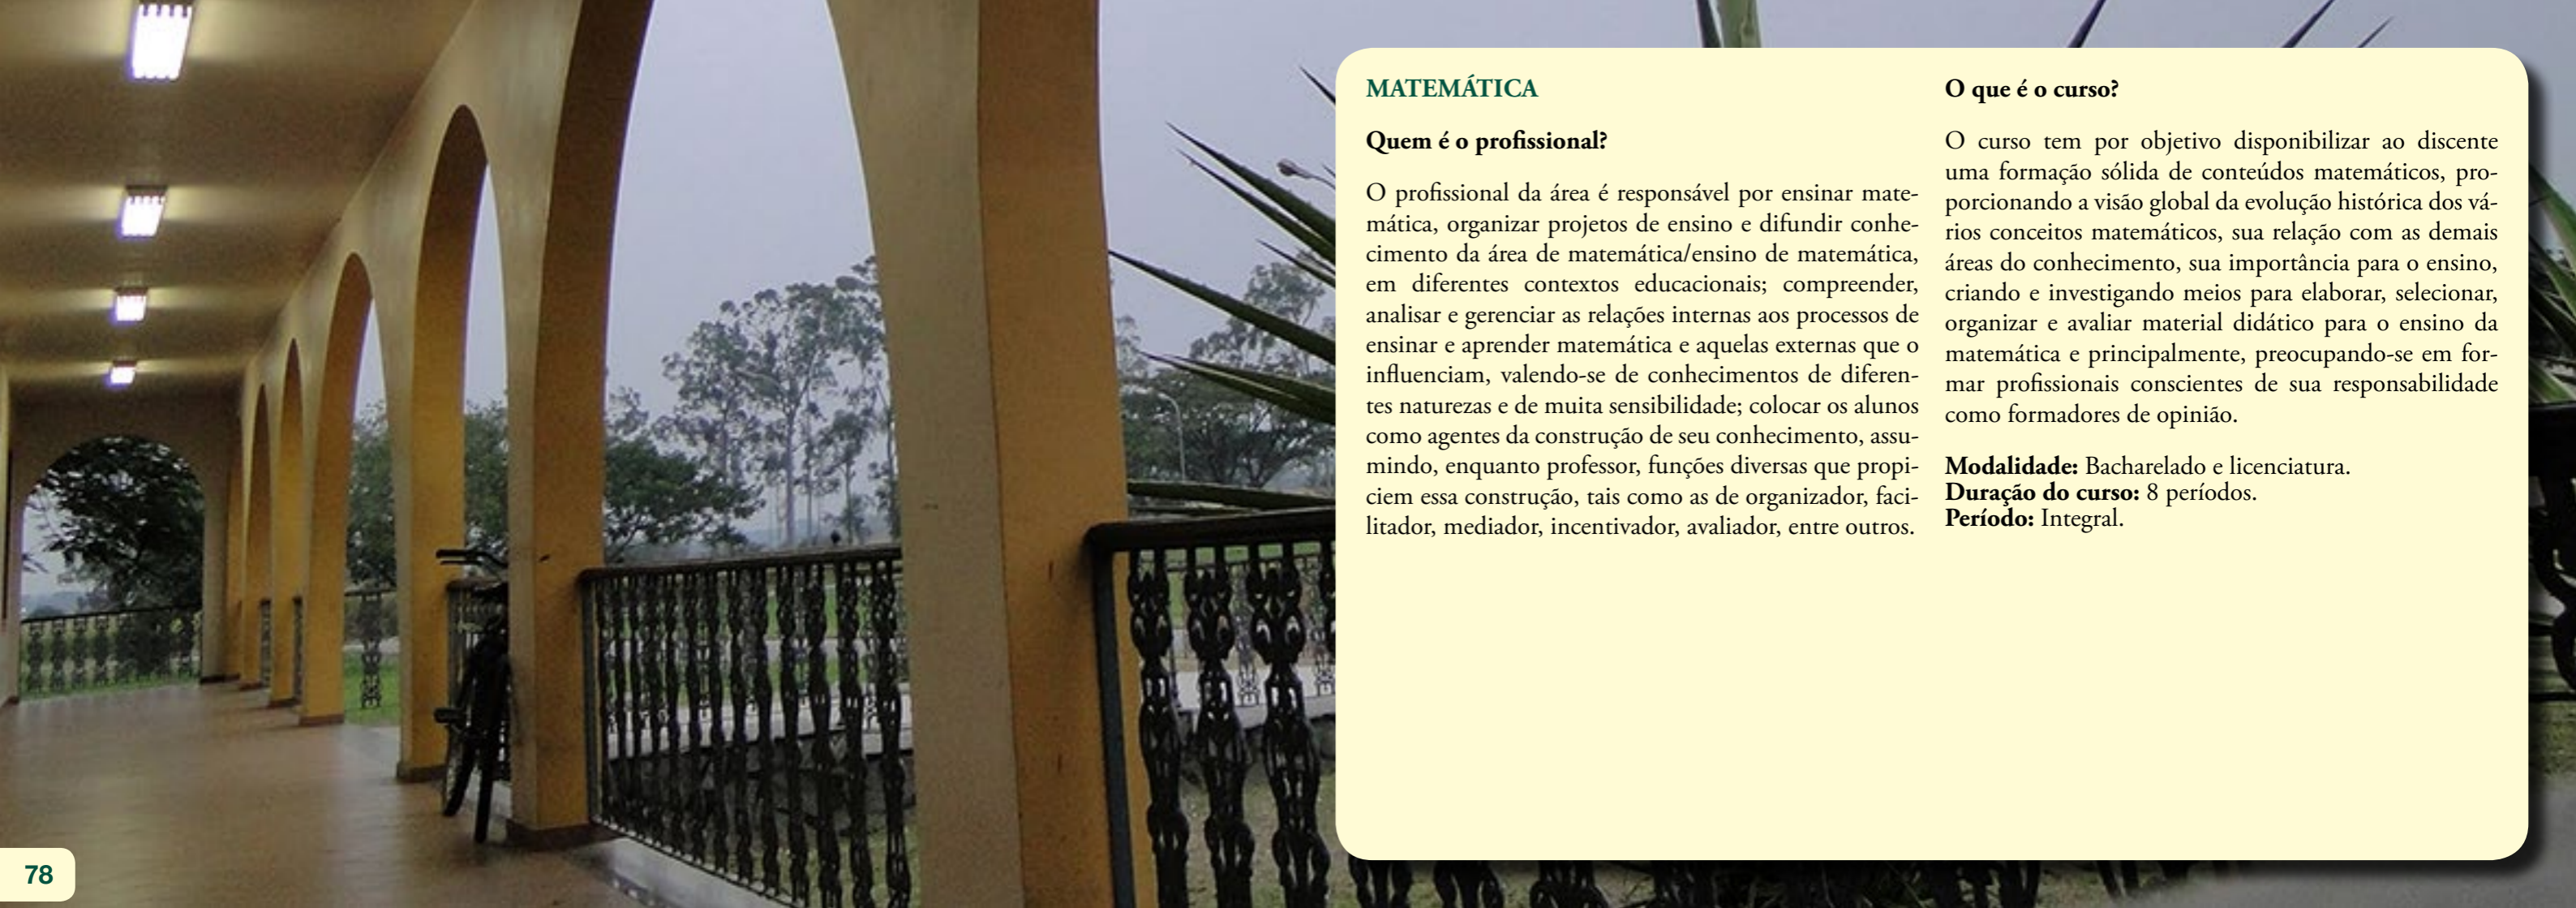 MATEMÁTICA
Quem é o profissional?
O profissional da área é responsável por ensinar mate-
mática, organizar projetos de ensino e difundir conhe-
cimento da área de matemática/ensino de matemática,
em diferentes contextos educacionais; compreender,
analisar e gerenciar as relações internas aos processos de
ensinar e aprender matemática e aquelas externas que o
influenciam, valendo-se de conhecimentos de diferen-
tes naturezas e de muita sensibilidade; colocar os alunos
como agentes da construção de seu conhecimento, assu-
mindo, enquanto professor, funções diversas que propi-
ciem essa construção, tais como as de organizador, faci-
litador, mediador, incentivador, avaliador, entre outros.
O que é o curso?
O curso tem por objetivo disponibilizar ao discente
uma formação sólida de conteúdos matemáticos, pro-
porcionando a visão global da evolução histórica dos vá-
rios conceitos matemáticos, sua relação com as demais
áreas do conhecimento, sua importância para o ensino,
criando e investigando meios para elaborar, selecionar,
organizar e avaliar material didático para o ensino da
matemática e principalmente, preocupando-se em for-
mar profissionais conscientes de sua responsabilidade
como formadores de opinião.
Modalidade: Bacharelado e licenciatura.
Duração do curso: 8 períodos.
Período: Integral.
78